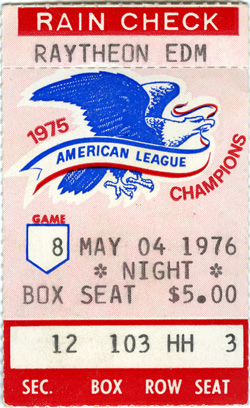 RAIN CHECK
RAYTHEON EDM
1975
AMERICAN LEAGUE
CHAMPIONS
GAME
8 MAY 04 1976
* NIGHT *
BOX SEAT $5.00
12 103 HH 3
SEC. BOX ROW SEAT